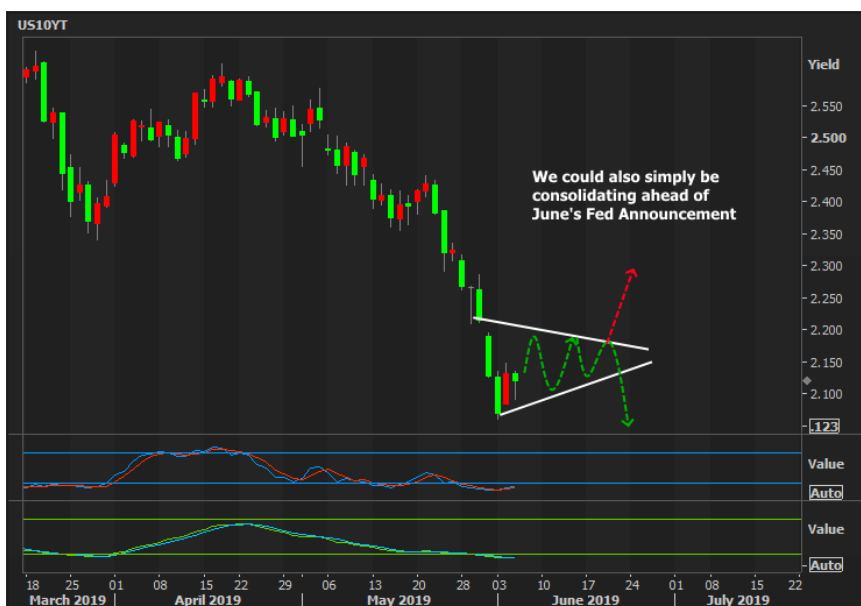 US10YT
Yield
2.550
2.500
2.450
2.400
2.350
2.300
2.250
2.200
2.150
2.100
.123
We could also simply be
consolidating ahead of
June's Fed Announcement
Value
Auto
Value
Auto
18 25 01 08 15 22 29 06 13 20 28 03 10 17 24 01 08 15 22
March 2019 April 2019 May 2019 June 2019 July 2019